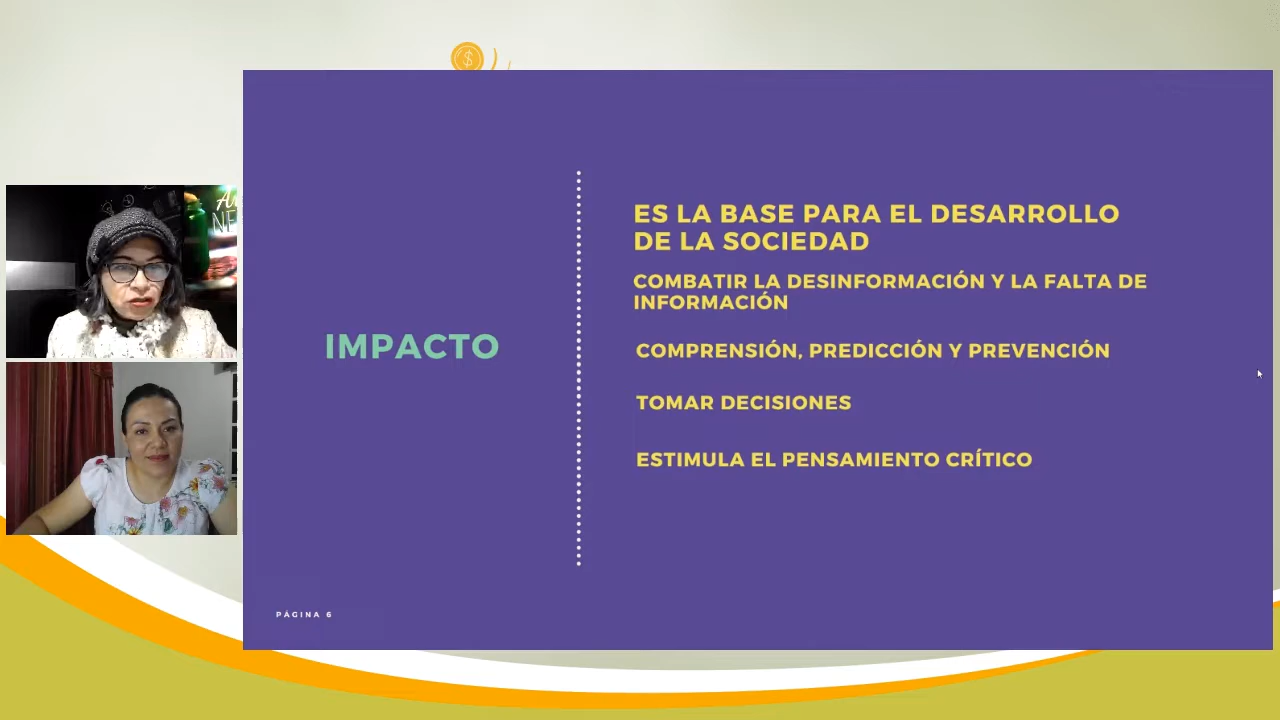 IMPACTO
ES LA BASE PARA EL DESARROLLO
DE LA SOCIEDAD
COMBATIR LA DESINFORMACIÓN Y LA FALTA DE
INFORMACIÓN
COMPRENSIÓN, PREDICCIÓN Y PREVENCIÓN
TOMAR DECISIONES
ESTIMULA EL PENSAMIENTO CRÍTICO
PÁGINA 6